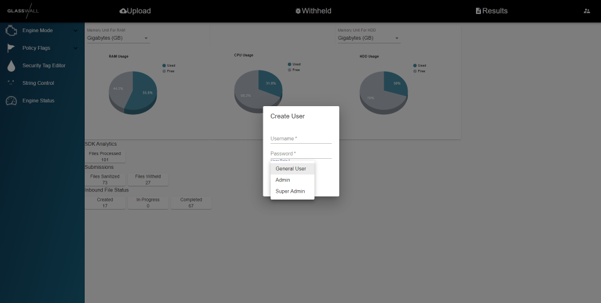 GLASSWALL
Upload
Withheld
Results
Engine Mode
Policy Flags
Security Tag Editor
String Control
Engine Status
Memory Unit For RAM
Gigabytes (GB)
Memory Unit For HDD
Gigabytes (GB)
RAM Usage
Used
Free
CPU Usage
Used
Free
HDD Usage
Used
Free
SDK Analytics
Files Processed
101
Submissions
Files Sanitized
73
Files Withheld
27
Inbound File Status
Created
17
In Progress
0
Completed
67
Create User
Username *
Password *
General User
Admin
Super Admin